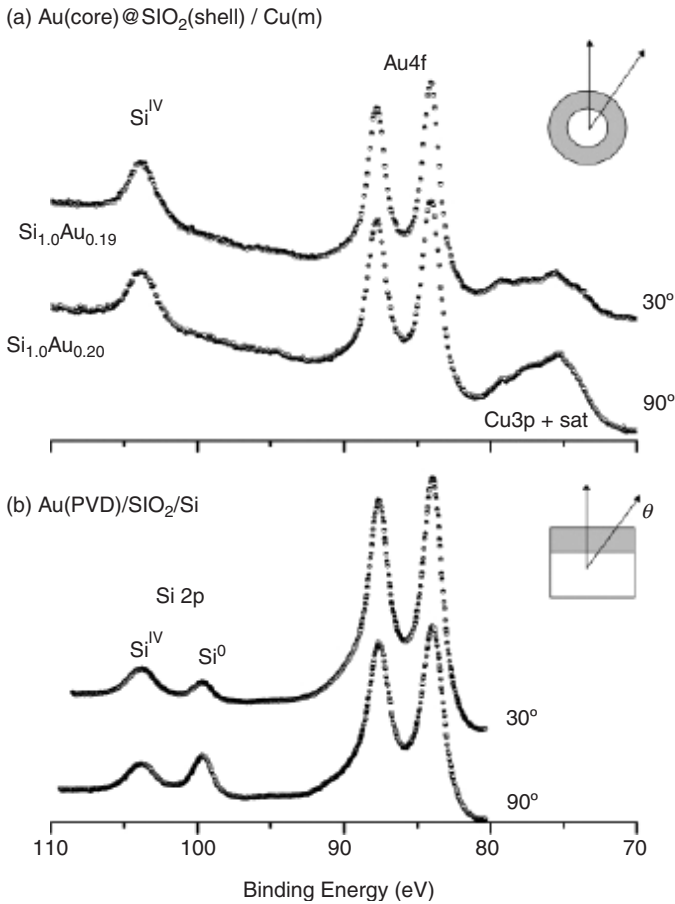 (a) Au(core)@SIO₂(shell) / Cu(m)
Au4f
Siᴵⱽ
Si₁.₀Au₀.₁₉
30º
Si₁.₀Au₀.₂₀
Cu3p + sat
90º
(b) Au(PVD)/SIO₂/Si
θ
Si 2p
Siᴵⱽ
Si⁰
30º
90º
110
100
90
80
70
Binding Energy (eV)